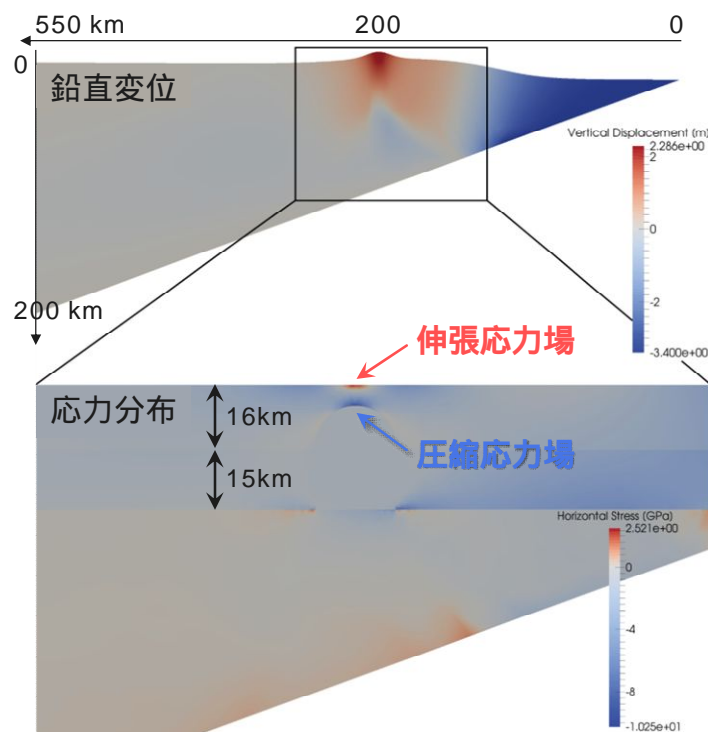 550 km 200 0
0
鉛直変位
Vertical Displacement (m)
2.286e+00
2
0
-2
-3.400e+00
200 km
伸張応力場
応力分布
16km
圧縮応力場
15km
Horizontal Stress (GPa)
2.521e+00
0
-4
-8
-1.025e+01